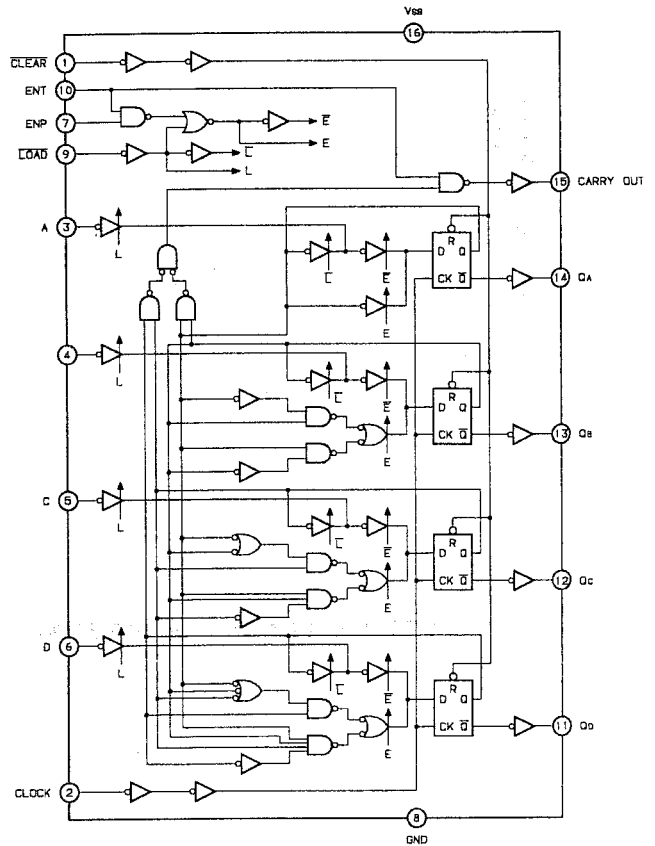 Vss
16
CLEAR 1
ENT 10
ENP 7
E
E
LOAD 9
L
L
15 CARRY OUT
A 3
L
R
D Q
CK Q
L
E
14 QA
E
4
L
R
D Q
CK Q
L
E
13 QB
E
C 5
L
R
D Q
CK Q
L
E
12 QC
E
D 6
L
R
D Q
CK Q
L
E
11 QD
E
CLOCK 2
8
GND